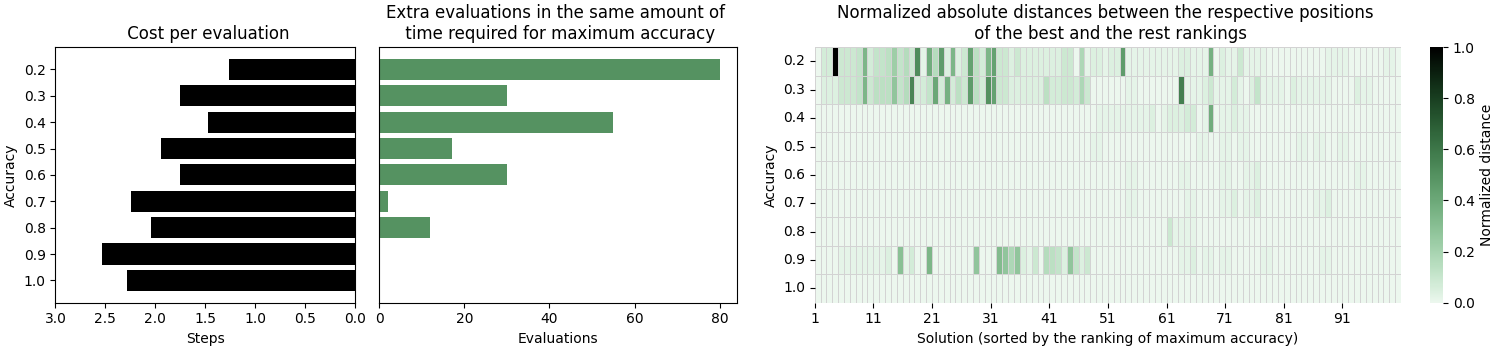 Cost per evaluation
Accuracy
0.2
0.3
0.4
0.5
0.6
0.7
0.8
0.9
1.0
3.0 2.5 2.0 1.5 1.0 0.5 0.0
Steps
Extra evaluations in the same amount of
time required for maximum accuracy
0 20 40 60 80
Evaluations
Normalized absolute distances between the respective positions
of the best and the rest rankings
Accuracy
0.2
0.3
0.4
0.5
0.6
0.7
0.8
0.9
1.0
1 11 21 31 41 51 61 71 81 91
Solution (sorted by the ranking of maximum accuracy)
1.0
0.8
0.6
0.4
0.2
0.0
Normalized distance